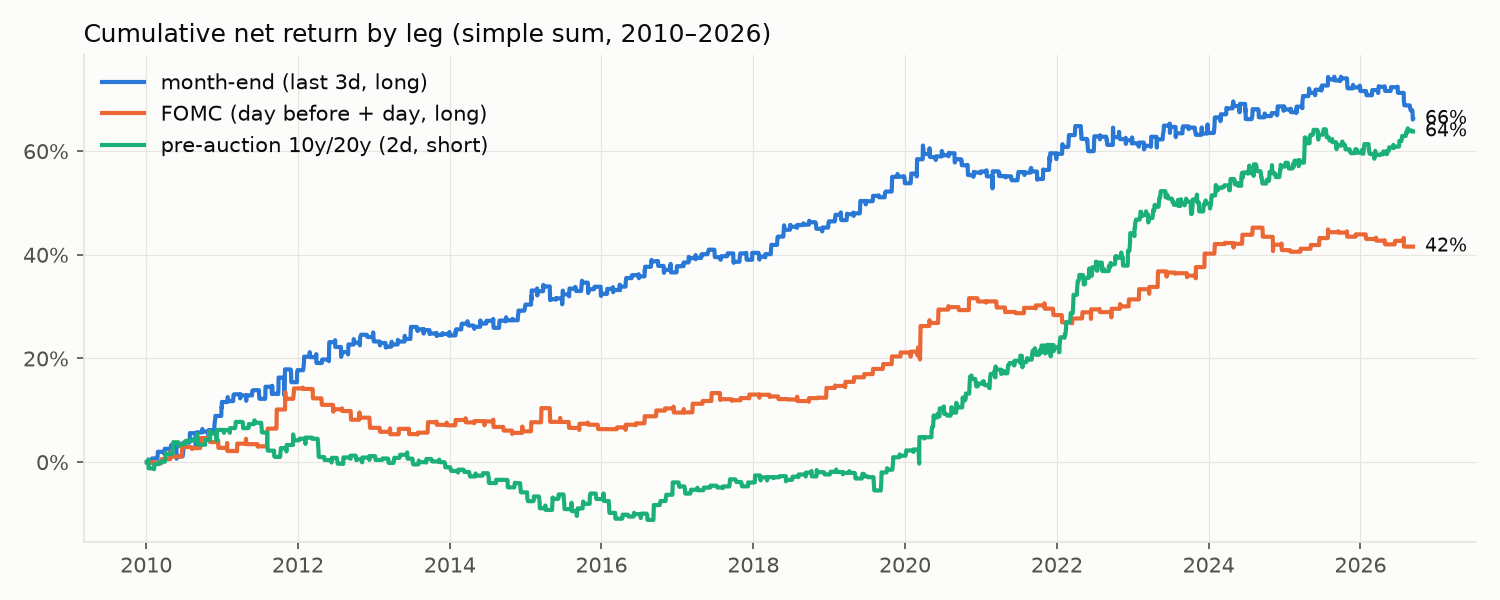 Cumulative net return by leg (simple sum, 2010–2026)
month-end (last 3d, long)
FOMC (day before + day, long)
pre-auction 10y/20y (2d, short)
66%
64%
60%
42%
40%
20%
0%
2010 2012 2014 2016 2018 2020 2022 2024 2026